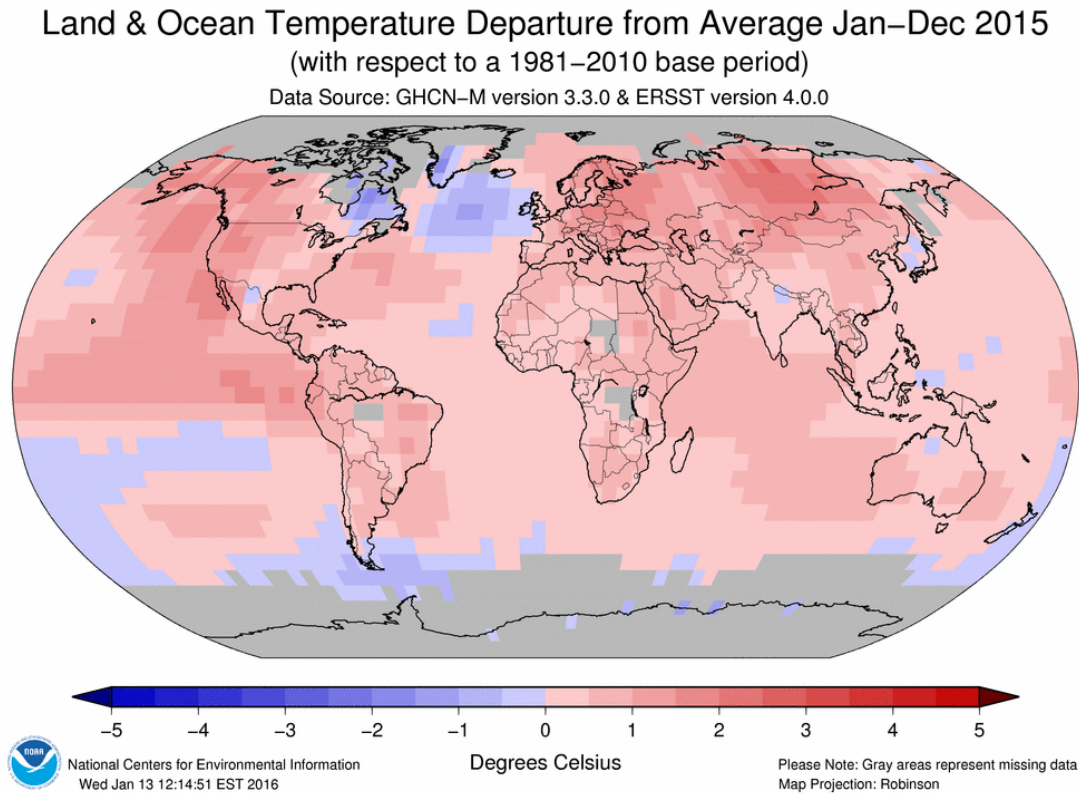 Land & Ocean Temperature Departure from Average Jan−Dec 2015
(with respect to a 1981−2010 base period)
Data Source: GHCN−M version 3.3.0 & ERSST version 4.0.0
−5 −4 −3 −2 −1 0 1 2 3 4 5
Degrees Celsius
NOAA
National Centers for Environmental Information
Wed Jan 13 12:14:51 EST 2016
Please Note: Gray areas represent missing data
Map Projection: Robinson